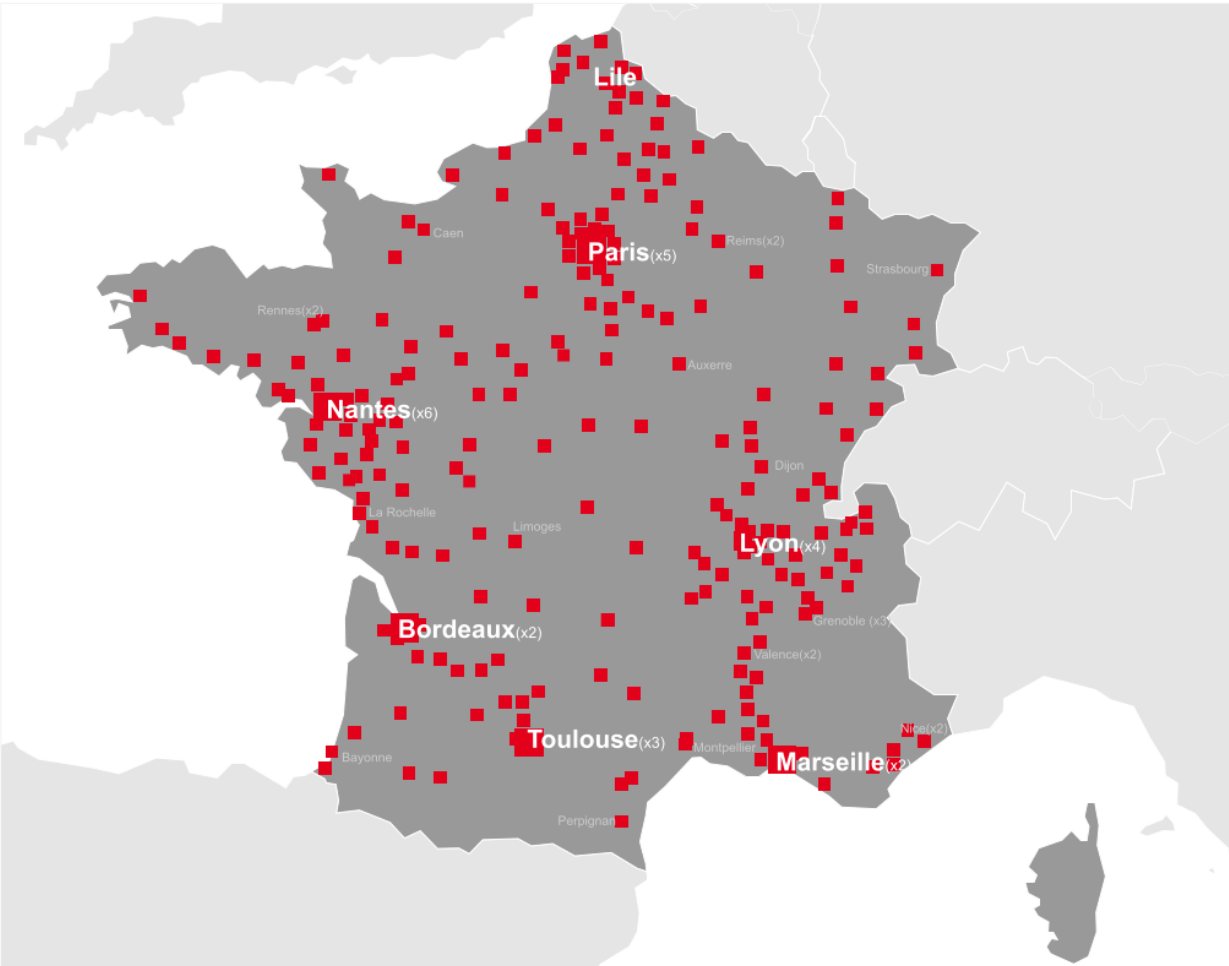 Lile
Caen
Paris(x5)
Reims(x2)
Strasbourg
Rennes(x2)
Auxerre
Nantes(x6)
Dijon
La Rochelle
Limoges
Lyon(x4)
Grenoble (x3)
Bordeaux(x2)
Valence(x2)
Nice(x2)
Toulouse(x3)
Montpellier
Bayonne
Marseille(x2)
Perpignan